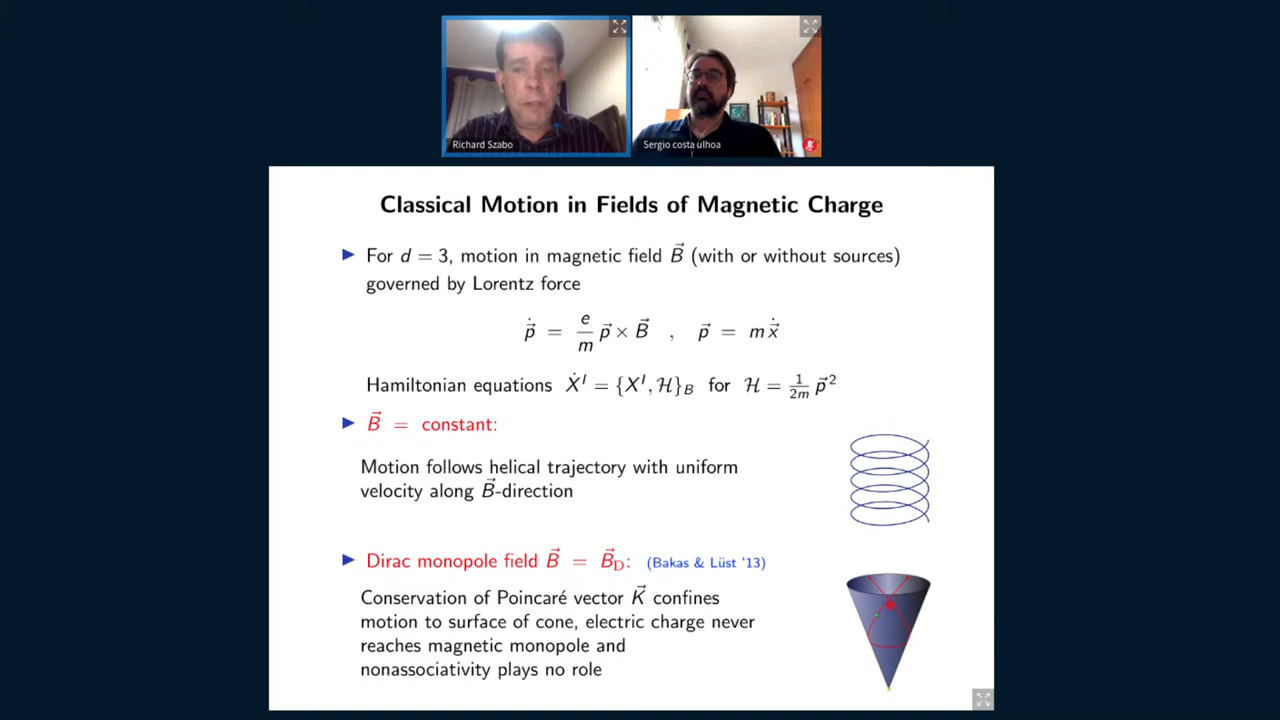 Richard Szabo
Sergio costa ulhoa
Classical Motion in Fields of Magnetic Charge
For d = 3, motion in magnetic field B⃗ (with or without sources)
governed by Lorentz force
ṗ⃗ = e/m p⃗ × B⃗ , p⃗ = m ẋ⃗
Hamiltonian equations Ẋᴵ = {Xᴵ, ℋ}_B for ℋ = 1/2m p⃗ ²
B⃗ = constant:
Motion follows helical trajectory with uniform
velocity along B⃗-direction
Dirac monopole field B⃗ = B⃗_D: (Bakas & Lüst '13)
Conservation of Poincaré vector K⃗ confines
motion to surface of cone, electric charge never
reaches magnetic monopole and
nonassociativity plays no role